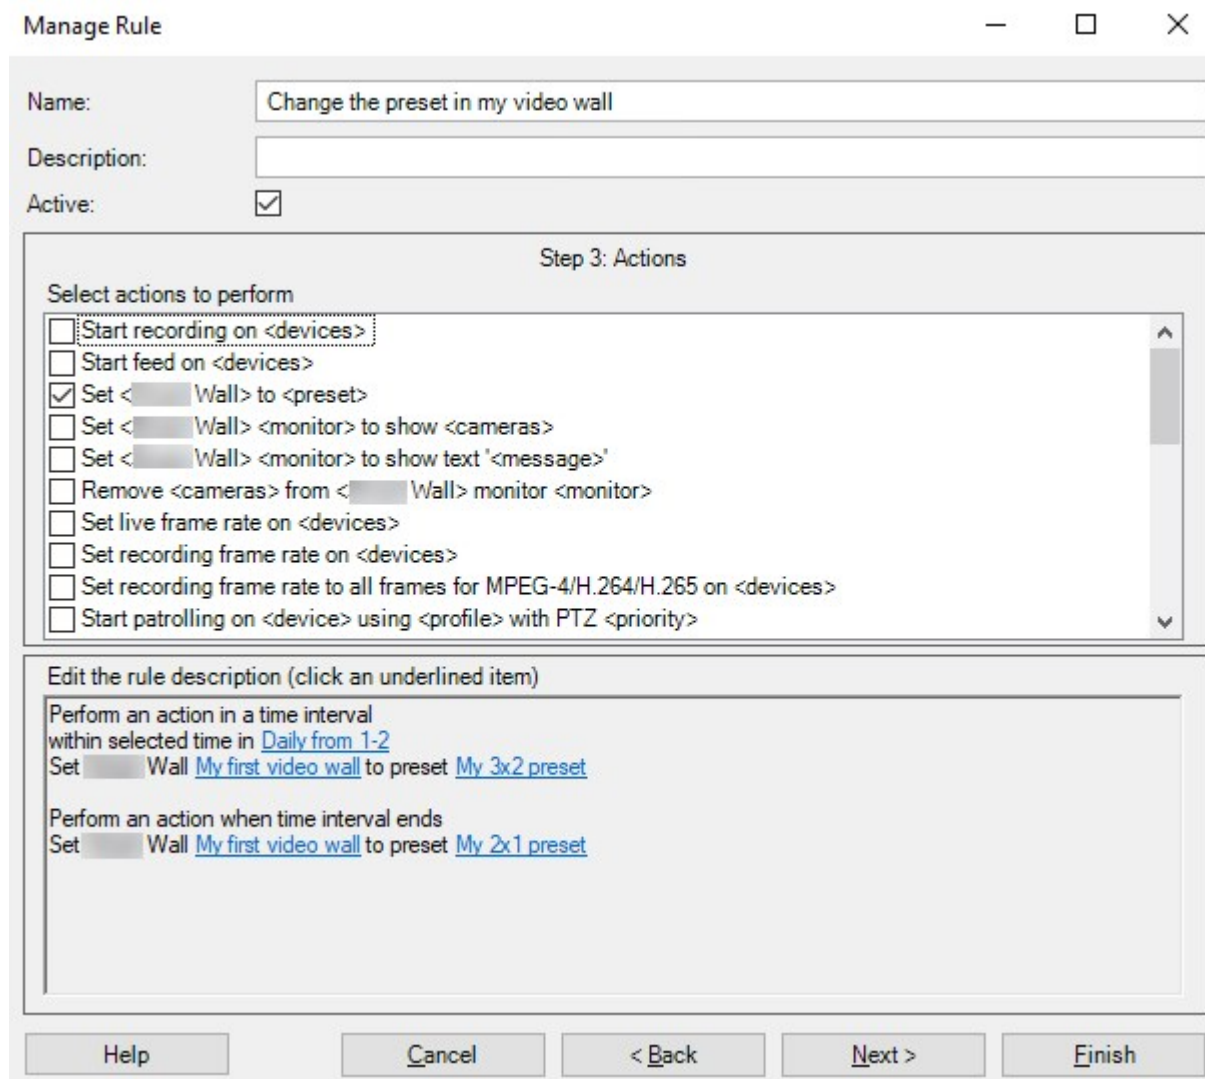 Manage Rule
Name: Change the preset in my video wall
Description:
Active:
Step 3: Actions
Select actions to perform
Start recording on <devices>
Start feed on <devices>
Set < Wall> to <preset>
Set < Wall> <monitor> to show <cameras>
Set < Wall> <monitor> to show text '<message>'
Remove <cameras> from < Wall> monitor <monitor>
Set live frame rate on <devices>
Set recording frame rate on <devices>
Set recording frame rate to all frames for MPEG-4/H.264/H.265 on <devices>
Start patrolling on <device> using <profile> with PTZ <priority>
Edit the rule description (click an underlined item)
Perform an action in a time interval
within selected time in Daily from 1-2
Set Wall My first video wall to preset My 3x2 preset
Perform an action when time interval ends
Set Wall My first video wall to preset My 2x1 preset
Help Cancel < Back Next > Finish